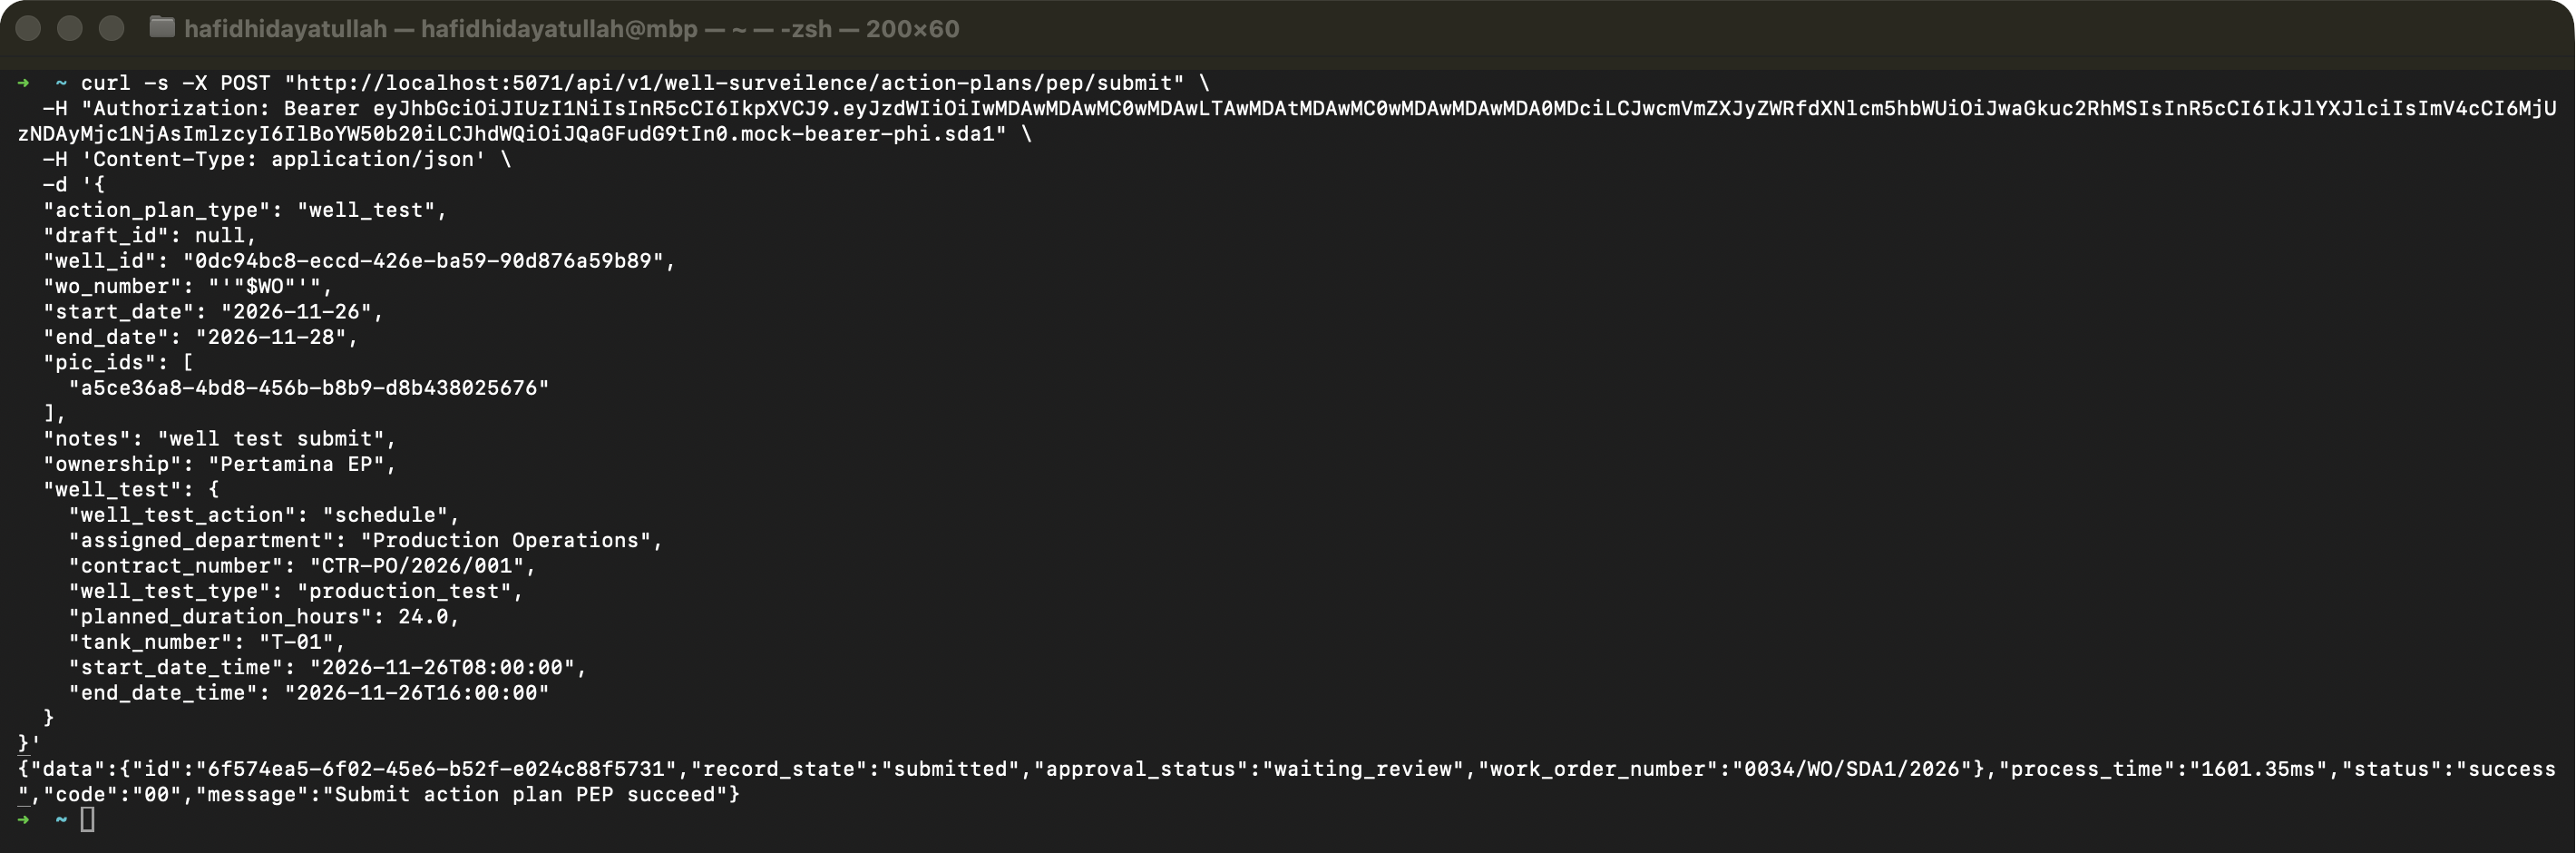 hafidhidayatullah — hafidhidayatullah@mbp — ~ — -zsh — 200×60
➜  ~ curl -s -X POST "http://localhost:5071/api/v1/well-surveilence/action-plans/pep/submit" \
  -H "Authorization: Bearer eyJhbGciOiJIUzI1NiIsInR5cCI6IkpXVCJ9.eyJzdWIiOiIwMDAwMDAwMC0wMDAwLTAwMDAtMDAwMC0wMDAwMDAwMDA0MDciLCJwcmVmZXJyZWRfdXNlcm5hbWUiOiJwaGkuc2RhMSIsInR5cCI6IkJlYXJlciIsImV4cCI6MjU
zNDAyMjc1NjAsImlzcyI6IlBoYW50b20iLCJhdWQiOiJQaGFudG9tIn0.mock-bearer-phi.sda1" \
  -H 'Content-Type: application/json' \
  -d '{
  "action_plan_type": "well_test",
  "draft_id": null,
  "well_id": "0dc94bc8-eccd-426e-ba59-90d876a59b89",
  "wo_number": "'"$WO"'",
  "start_date": "2026-11-26",
  "end_date": "2026-11-28",
  "pic_ids": [
    "a5ce36a8-4bd8-456b-b8b9-d8b438025676"
  ],
  "notes": "well test submit",
  "ownership": "Pertamina EP",
  "well_test": {
    "well_test_action": "schedule",
    "assigned_department": "Production Operations",
    "contract_number": "CTR-PO/2026/001",
    "well_test_type": "production_test",
    "planned_duration_hours": 24.0,
    "tank_number": "T-01",
    "start_date_time": "2026-11-26T08:00:00",
    "end_date_time": "2026-11-26T16:00:00"
  }
}'
{"data":{"id":"6f574ea5-6f02-45e6-b52f-e024c88f5731","record_state":"submitted","approval_status":"waiting_review","work_order_number":"0034/WO/SDA1/2026"},"process_time":"1601.35ms","status":"success
","code":"00","message":"Submit action plan PEP succeed"}
➜  ~